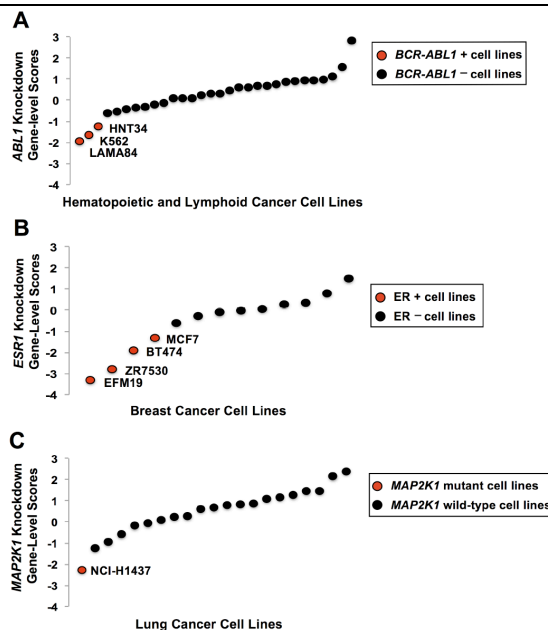 A
ABL1 Knockdown
Gene-level Scores
3
2
1
0
-1
-2
-3
-4
HNT34
K562
LAMA84
BCR-ABL1 + cell lines
BCR-ABL1 – cell lines
Hematopoietic and Lymphoid Cancer Cell Lines
B
ESR1 Knockdown
Gene-Level Scores
3
2
1
0
-1
-2
-3
-4
MCF7
BT474
ZR7530
EFM19
ER + cell lines
ER – cell lines
Breast Cancer Cell Lines
C
MAP2K1 Knockdown
Gene-Level Scores
3
2
1
0
-1
-2
-3
-4
NCI-H1437
MAP2K1 mutant cell lines
MAP2K1 wild-type cell lines
Lung Cancer Cell Lines